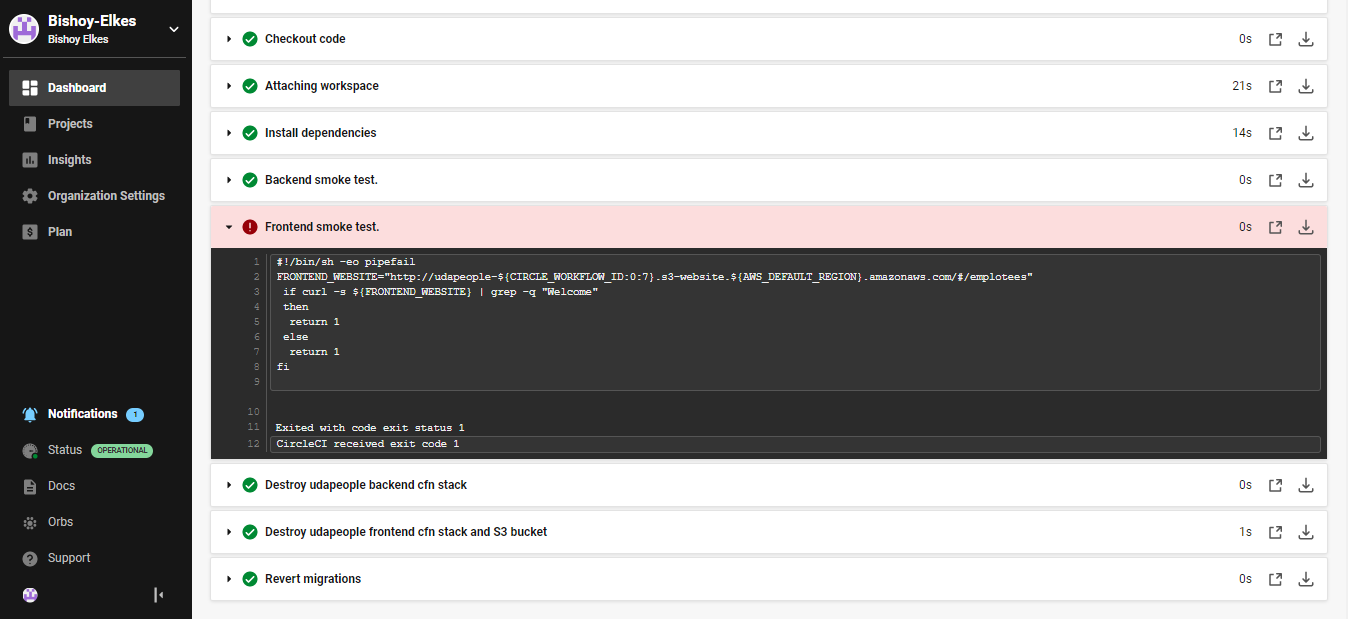 Bishoy-Elkes
Bishoy Elkes
Dashboard
Projects
Insights
Organization Settings
$ Plan
Notifications 1
Status OPERATIONAL
Docs
Orbs
? Support
Checkout code 0s
Attaching workspace 21s
Install dependencies 14s
Backend smoke test. 0s
! Frontend smoke test. 0s
1 #!/bin/sh -eo pipefail
2 FRONTEND_WEBSITE="http://udapeople-${CIRCLE_WORKFLOW_ID:0:7}.s3-website.${AWS_DEFAULT_REGION}.amazonaws.com/#/emplotees"
3 if curl -s ${FRONTEND_WEBSITE} | grep -q "Welcome"
4 then
5 return 1
6 else
7 return 1
8 fi
9
10
11 Exited with code exit status 1
12 CircleCI received exit code 1
Destroy udapeople backend cfn stack 0s
Destroy udapeople frontend cfn stack and S3 bucket 1s
Revert migrations 0s